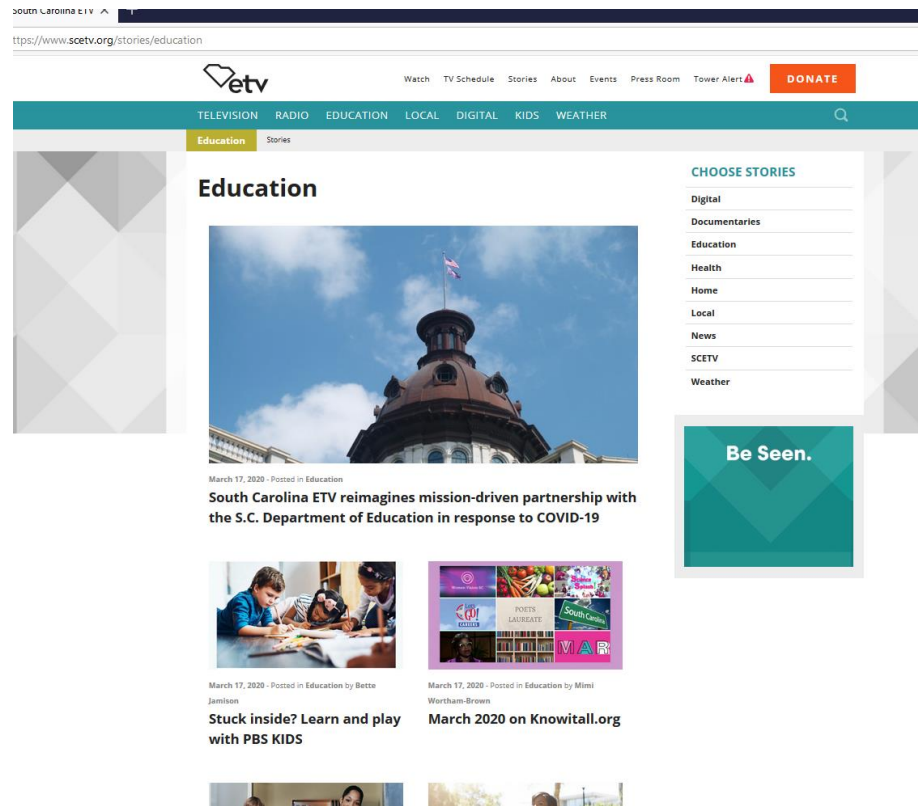 South Carolina ETV
ttps://www.scetv.org/stories/education
etv
Watch TV Schedule Stories About Events Press Room Tower Alert DONATE
TELEVISION RADIO EDUCATION LOCAL DIGITAL KIDS WEATHER
Education Stories
Education
CHOOSE STORIES
Digital
Documentaries
Education
Health
Home
Local
News
SCETV
Weather
Be Seen.
March 17, 2020 - Posted in Education
South Carolina ETV reimagines mission-driven partnership with
the S.C. Department of Education in response to COVID-19
March 17, 2020 - Posted in Education by Bette
Jamison
Stuck inside? Learn and play
with PBS KIDS
GO!
POETS
LAUREATE
South Carolina
MAR
March 17, 2020 - Posted in Education by Mimi
Wortham-Brown
March 2020 on Knowitall.org